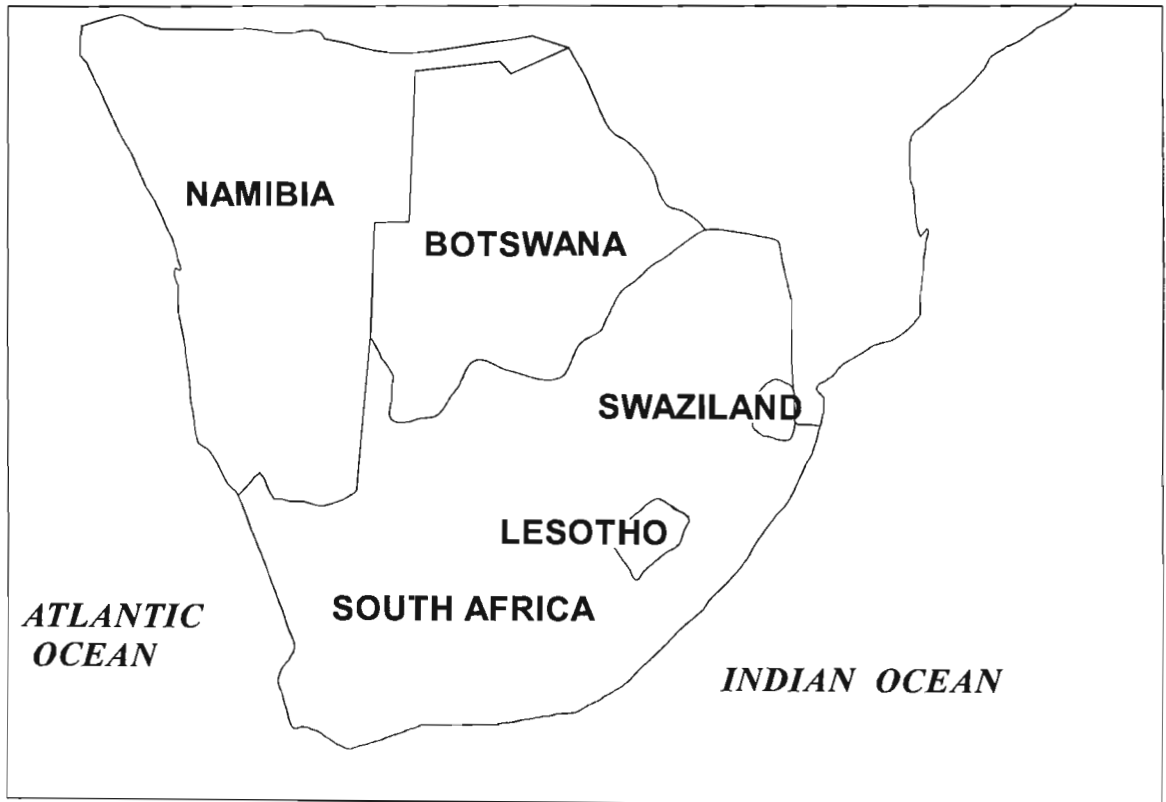 NAMIBIA
BOTSWANA
SWAZILAND
LESOTHO
SOUTH AFRICA
ATLANTIC
OCEAN
INDIAN OCEAN